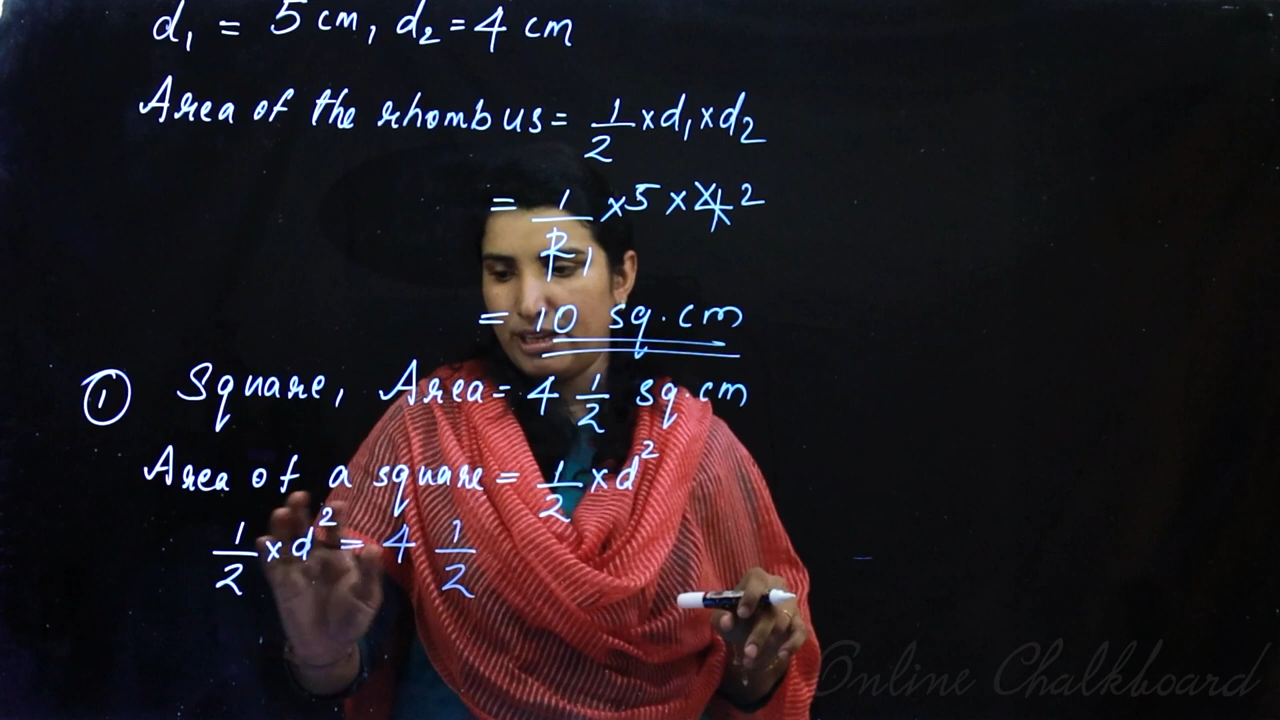 d₁ = 5 cm, d₂ = 4 cm
Area of the rhombus = 1/2 × d₁ × d₂
= 1/2 1 × 5 × 4 2
= 10 sq. cm
① Square, Area = 4 1/2 sq. cm
Area of a square = 1/2 × d²
1/2 × d² = 4 1/2
Online Chalkboard